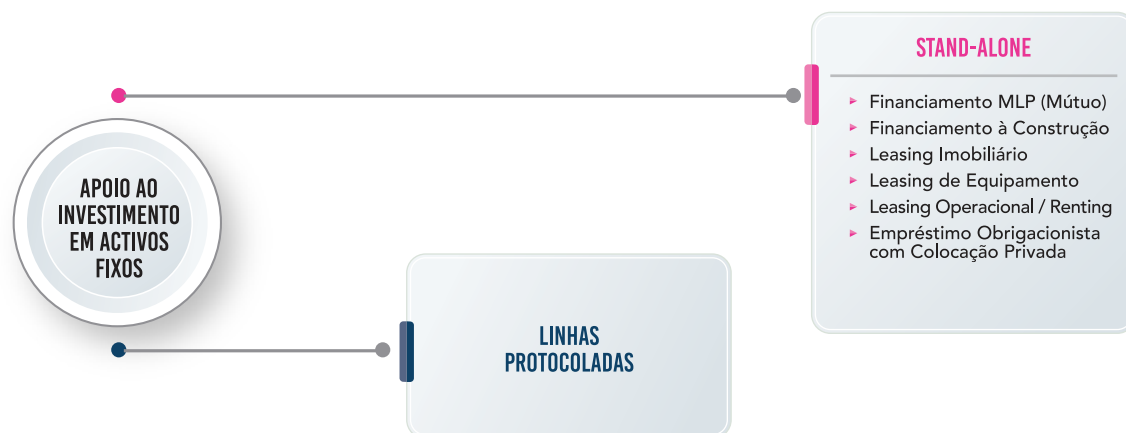 APOIO AO
INVESTIMENTO
EM ACTIVOS
FIXOS
STAND-ALONE
Financiamento MLP (Mútuo)
Financiamento à Construção
Leasing Imobiliário
Leasing de Equipamento
Leasing Operacional / Renting
Empréstimo Obrigacionista
com Colocação Privada
LINHAS
PROTOCOLADAS